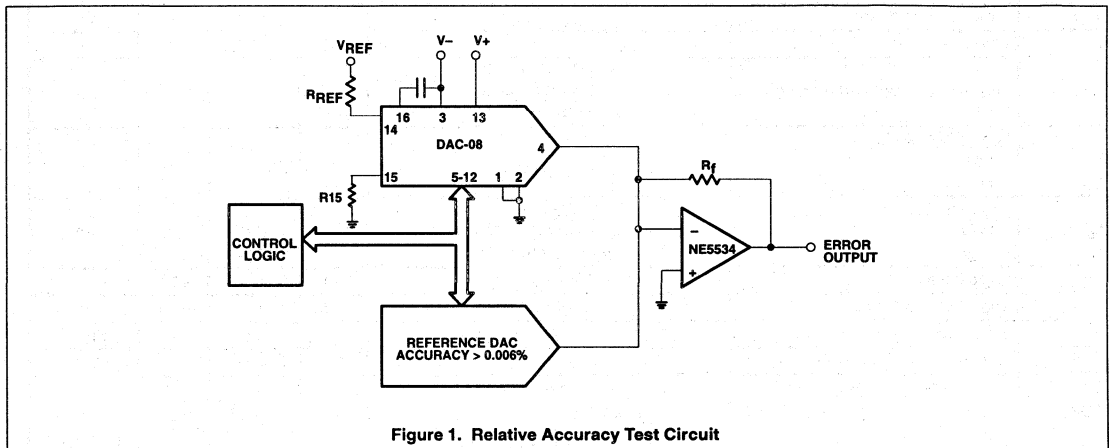 V− V+
VREF
RREF
16 3 13
14
DAC-08
4
Rf
15 5-12 1 2
R15
CONTROL
LOGIC
−
NE5534
+
ERROR
OUTPUT
REFERENCE DAC
ACCURACY > 0.006%
Figure 1. Relative Accuracy Test Circuit